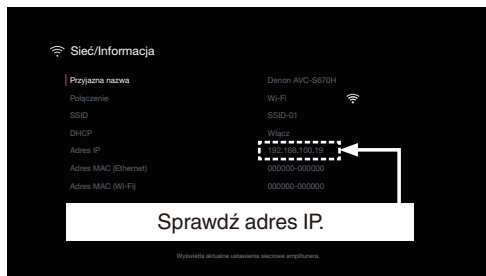 Sieć/Informacja
Przyjazna nazwa Denon AVC-S670H
Połączenie Wi-Fi
SSID SSID-01
DHCP Włącz
Adres IP 192.168.100.19
Adres MAC (Ethernet) 000000-000000
Adres MAC (Wi-Fi) 000000-000000
Sprawdź adres IP.
Wyświetla aktualne ustawienia sieciowe amplitunera.